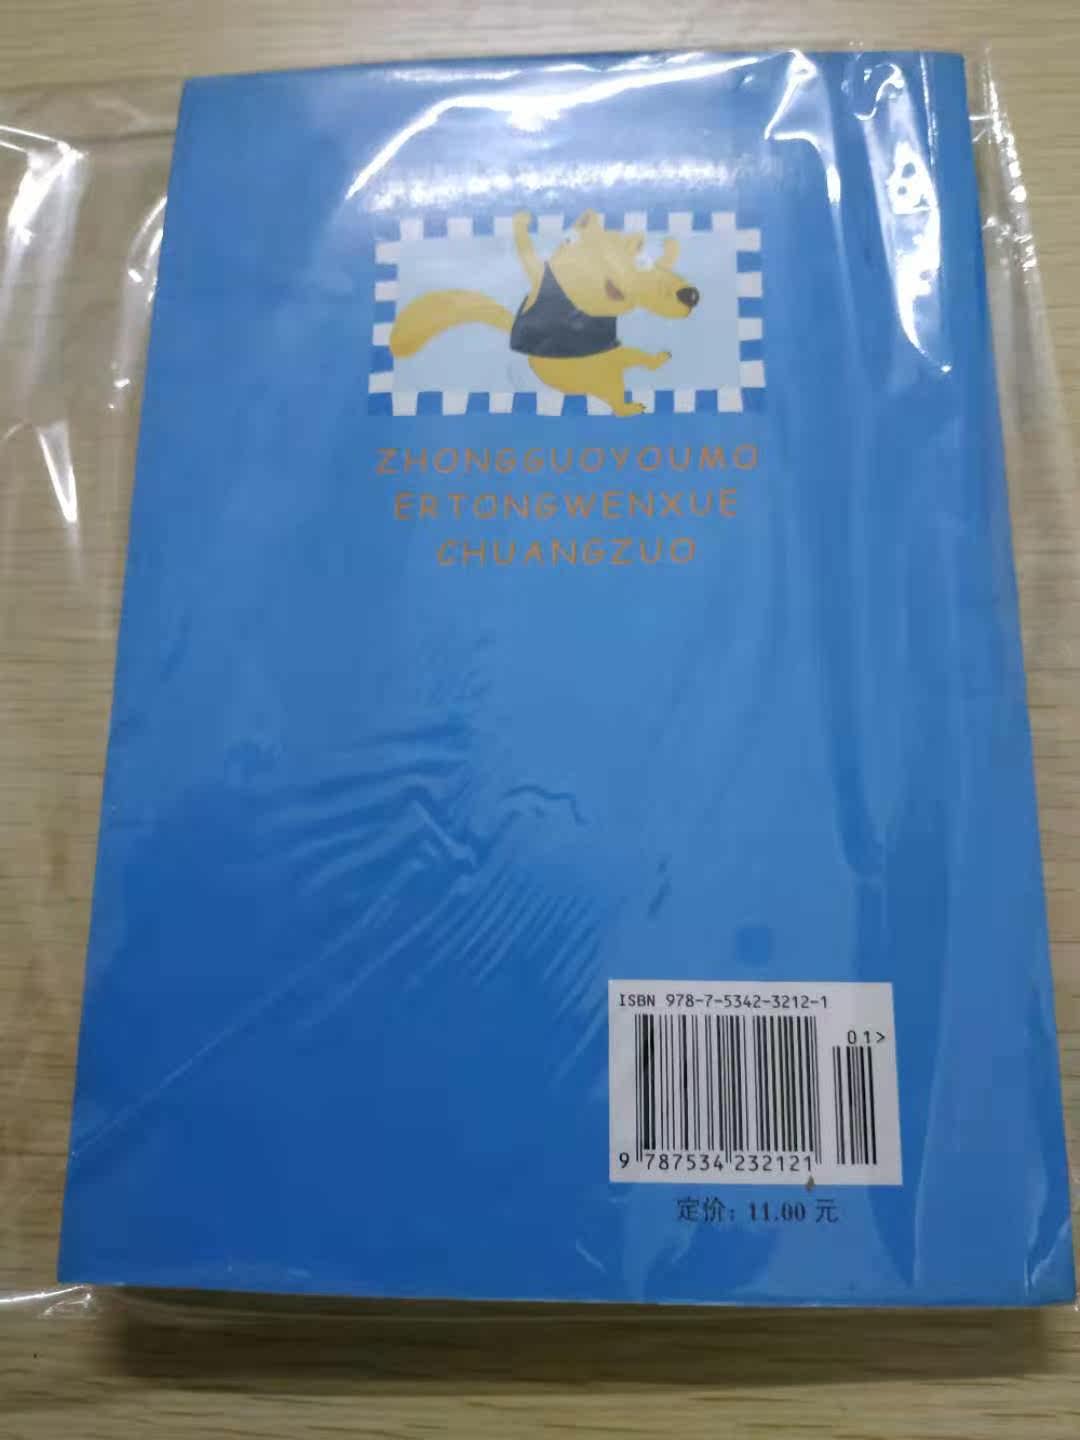 ZHONGGUOYOUMO
ERTONGWENXUE
CHUANGZUO
ISBN 978-7-5342-3212-1
01>
9 787534 232121
定价：11.00 元